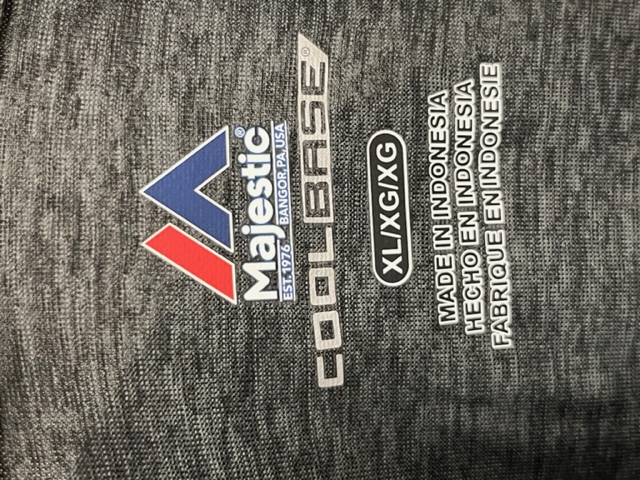 Majestic®
EST.1976 BANGOR,PA,USA
COOLBASE®
XL/XG/XG
MADE IN INDONESIA
HECHO EN INDONESIA
FABRIQUE EN INDONESIE